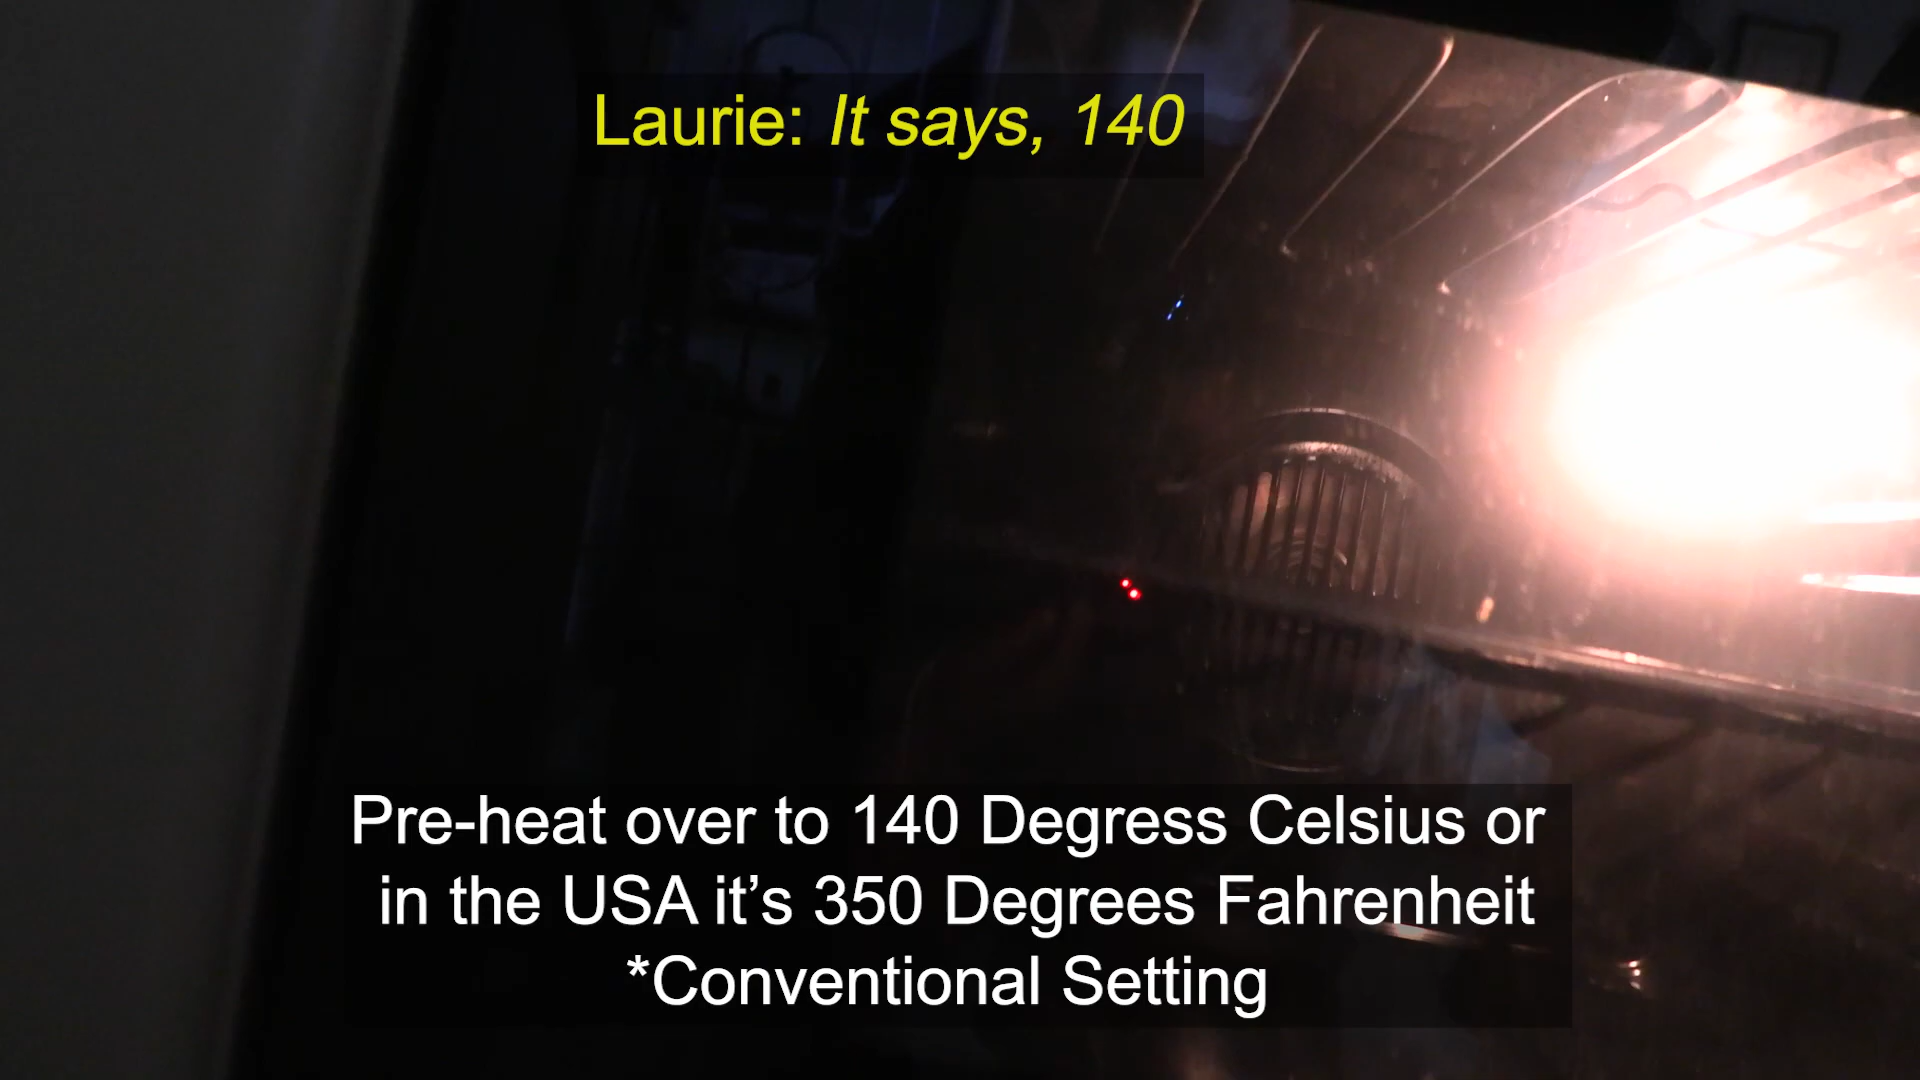 Laurie: It says, 140
Pre-heat over to 140 Degress Celsius or
in the USA it’s 350 Degrees Fahrenheit
*Conventional Setting